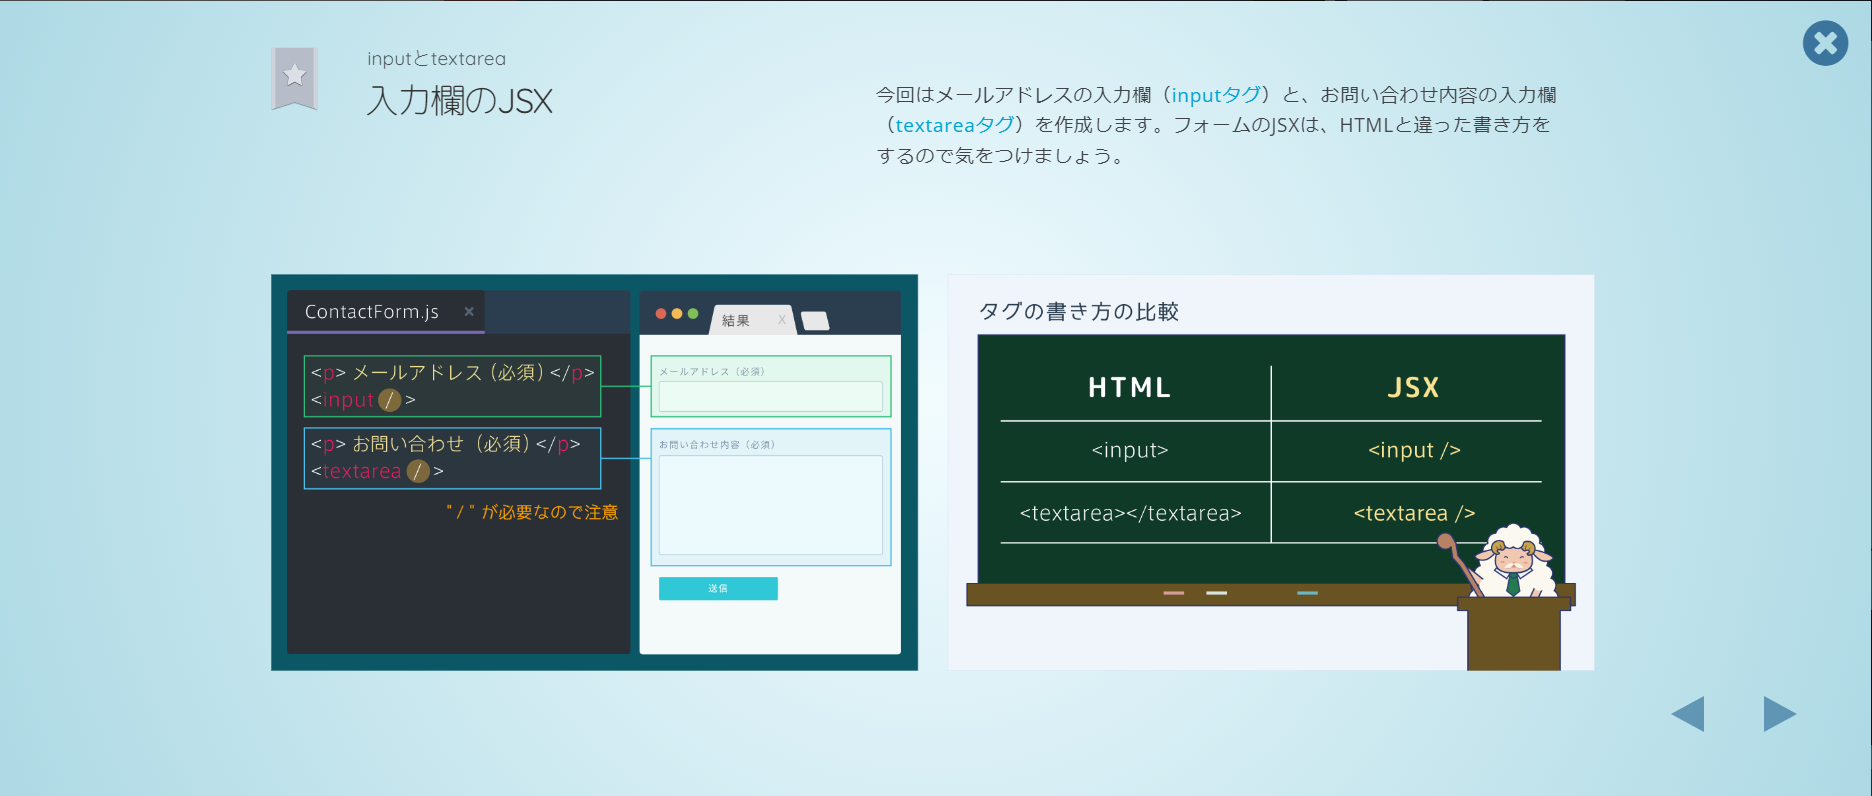 inputとtextarea
入力欄のJSX
今回はメールアドレスの入力欄（inputタグ）と、お問い合わせ内容の入力欄
（textareaタグ）を作成します。フォームのJSXは、HTMLと違った書き方を
するので気をつけましょう。
ContactForm.js ×
<p> メールアドレス（必須）</p>
<input / >
<p> お問い合わせ（必須）</p>
<textarea / >
" / " が必要なので注意
結果 X
メールアドレス（必須）
お問い合わせ内容（必須）
送信
タグの書き方の比較
HTML JSX
<input> <input />
<textarea></textarea> <textarea />